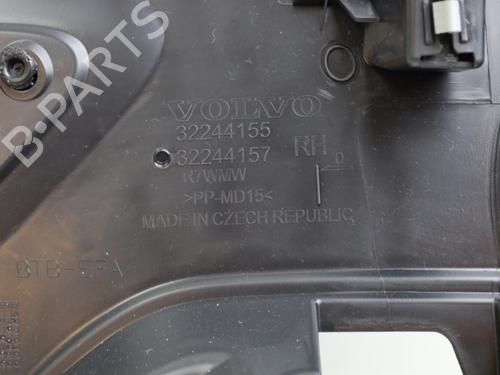 B-Parts
VOLVO
32244155
32244157 RH
R7WMW
>PP-MD15<
MADE IN CZECH REPUBLIC